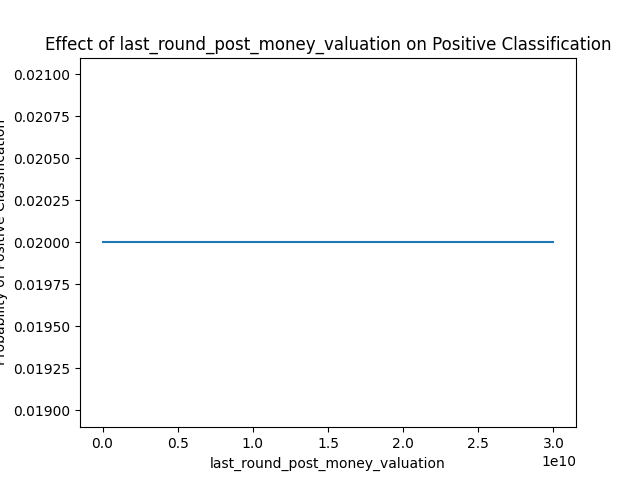 Effect of last_round_post_money_valuation on Positive Classification
0.02100
0.02075
0.02050
0.02025
0.02000
0.01975
0.01950
0.01925
0.01900
Probability of Positive Classification
0.0 0.5 1.0 1.5 2.0 2.5 3.0
1e10
last_round_post_money_valuation